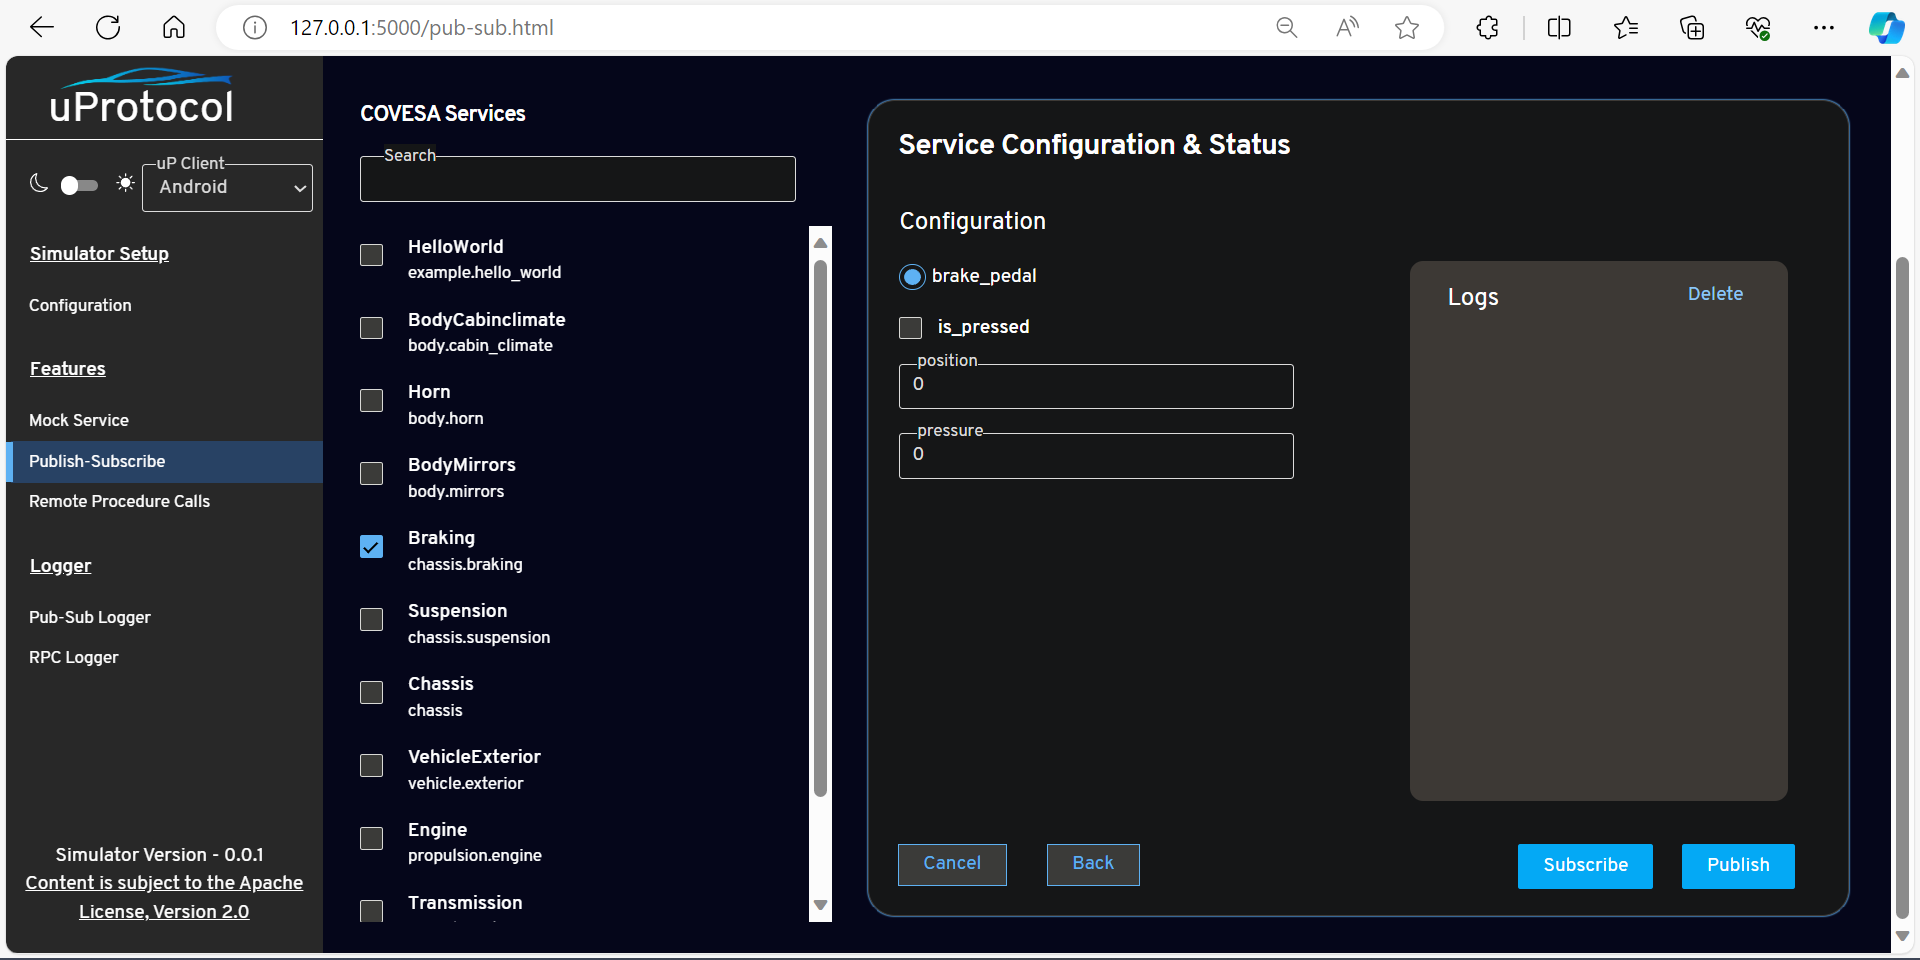 127.0.0.1:5000/pub-sub.html
uProtocol
uP Client
Android
Simulator Setup
Configuration
Features
Mock Service
Publish-Subscribe
Remote Procedure Calls
Logger
Pub-Sub Logger
RPC Logger
Simulator Version - 0.0.1
Content is subject to the Apache
License, Version 2.0
COVESA Services
Search
HelloWorld
example.hello_world
BodyCabinclimate
body.cabin_climate
Horn
body.horn
BodyMirrors
body.mirrors
Braking
chassis.braking
Suspension
chassis.suspension
Chassis
chassis
VehicleExterior
vehicle.exterior
Engine
propulsion.engine
Transmission
Service Configuration & Status
Configuration
brake_pedal
is_pressed
position
0
pressure
0
Logs
Delete
Cancel
Back
Subscribe
Publish